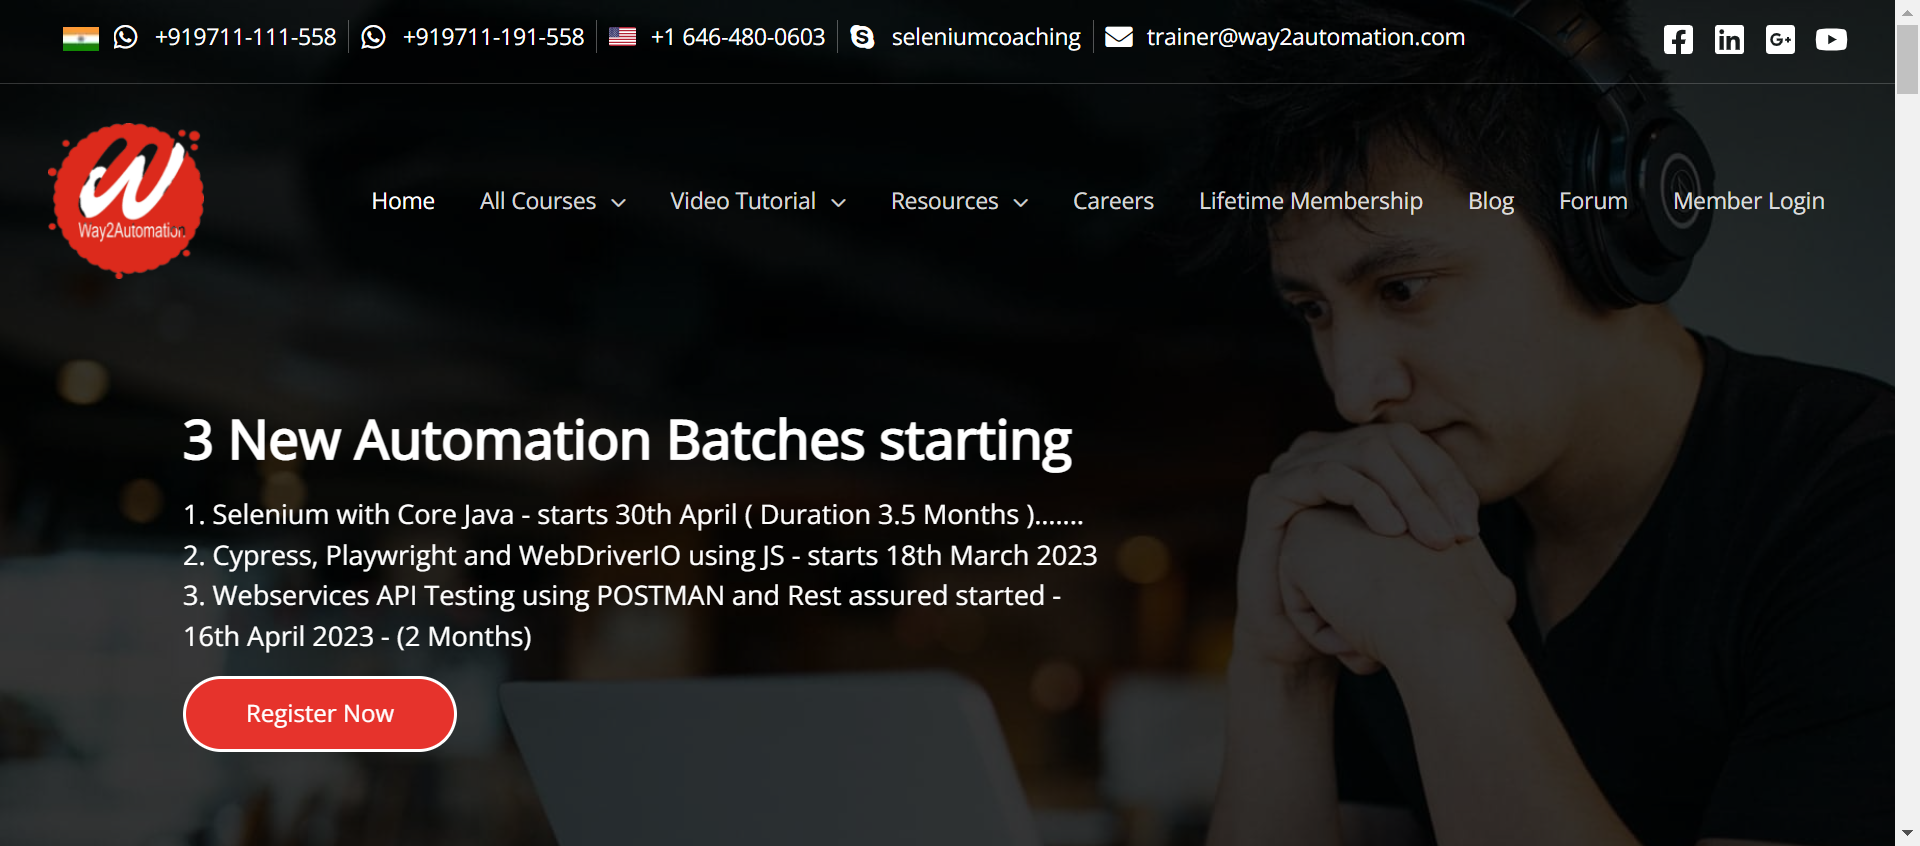 +919711-111-558
+919711-191-558
+1 646-480-0603
seleniumcoaching
trainer@way2automation.com
Way2Automation
Home
All Courses
Video Tutorial
Resources
Careers
Lifetime Membership
Blog
Forum
Member Login
3 New Automation Batches starting
1. Selenium with Core Java - starts 30th April ( Duration 3.5 Months ).......
2. Cypress, Playwright and WebDriverIO using JS - starts 18th March 2023
3. Webservices API Testing using POSTMAN and Rest assured started -
16th April 2023 - (2 Months)
Register Now